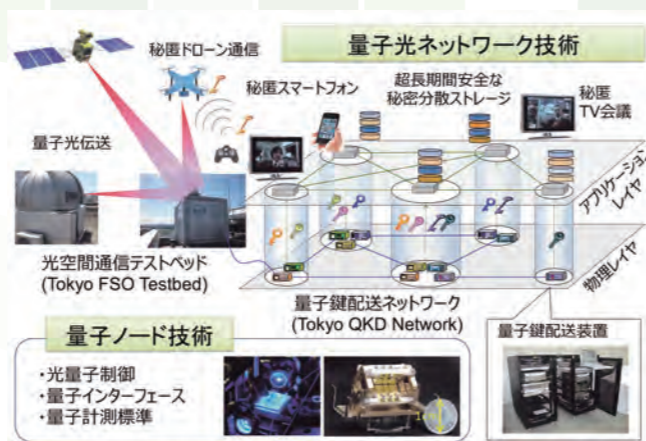 量子光ネットワーク技術
秘匿ドローン通信
秘匿スマートフォン
超長期間安全な
秘密分散ストレージ
秘匿
TV会議
量子光伝送
アプリケーション
レイヤ
物理レイヤ
光空間通信テストベッド
(Tokyo FSO Testbed)
量子鍵配送ネットワーク
(Tokyo QKD Network)
量子鍵配送装置
量子ノード技術
・光量子制御
・量子インターフェース
・量子計測標準